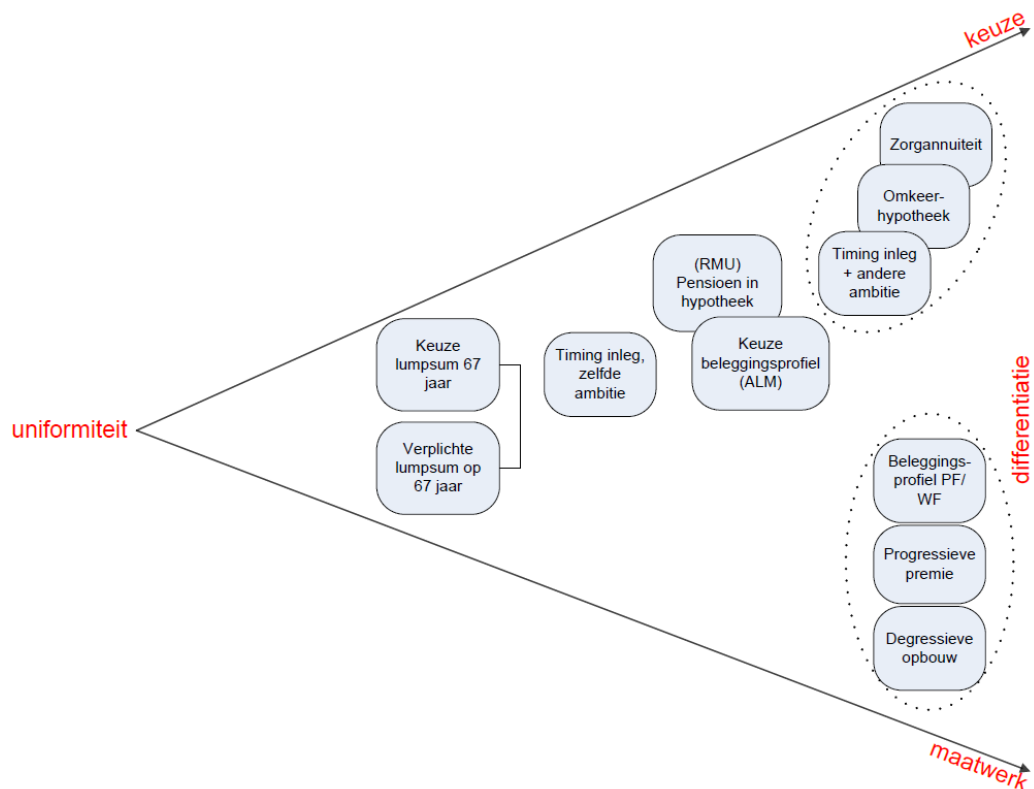 keuze
Zorgannuiteit
Omkeer-
hypotheek
Timing inleg
+ andere
ambitie
(RMU)
Pensioen in
hypotheek
Keuze
beleggingsprofiel
(ALM)
Timing inleg,
zelfde
ambitie
Keuze
lumpsum 67
jaar
Verplichte
lumpsum op
67 jaar
uniformiteit
differentiatie
Beleggings-
profiel PF/
WF
Progressieve
premie
Degressieve
opbouw
maatwerk